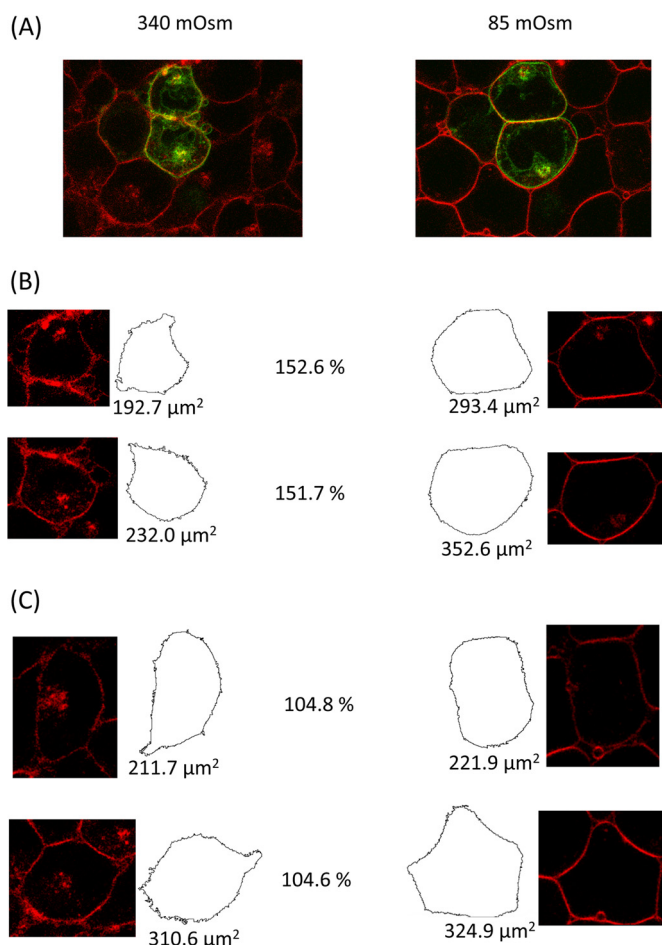 (A)
340 mOsm
85 mOsm
(B)
152.6 %
192.7 µm²
293.4 µm²
151.7 %
232.0 µm²
352.6 µm²
(C)
104.8 %
211.7 µm²
221.9 µm²
104.6 %
310.6 µm²
324.9 µm²